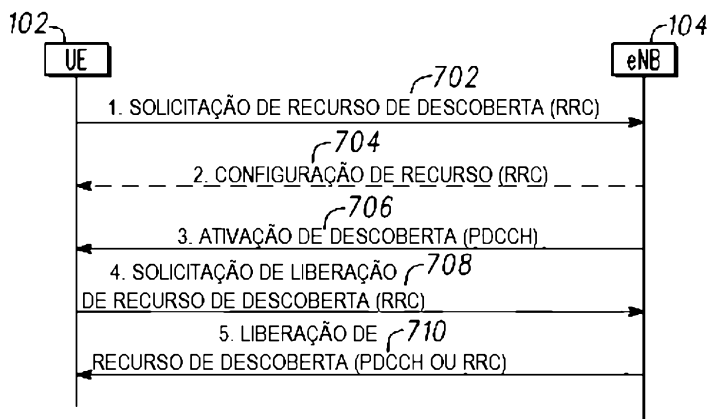 102
104
UE
eNB
702
1. SOLICITAÇÃO DE RECURSO DE DESCOBERTA (RRC)
704
2. CONFIGURAÇÃO DE RECURSO (RRC)
706
3. ATIVAÇÃO DE DESCOBERTA (PDCCH)
4. SOLICITAÇÃO DE LIBERAÇÃO 708
DE RECURSO DE DESCOBERTA (RRC)
5. LIBERAÇÃO DE 710
RECURSO DE DESCOBERTA (PDCCH OU RRC)